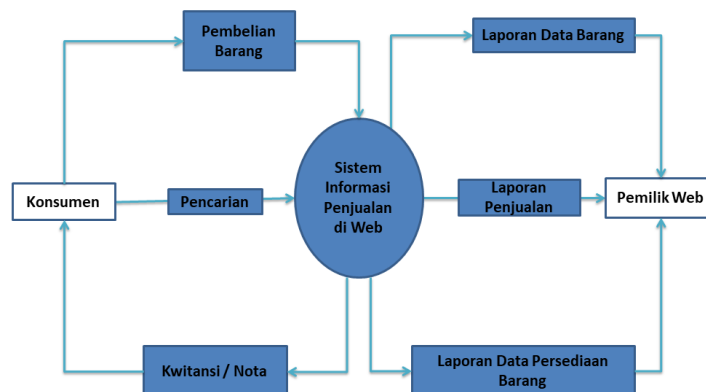 Pembelian
Barang
Laporan Data Barang
Konsumen
Pencarian
Sistem
Informasi
Penjualan
di Web
Laporan
Penjualan
Pemilik Web
Kwitansi / Nota
Laporan Data Persediaan
Barang